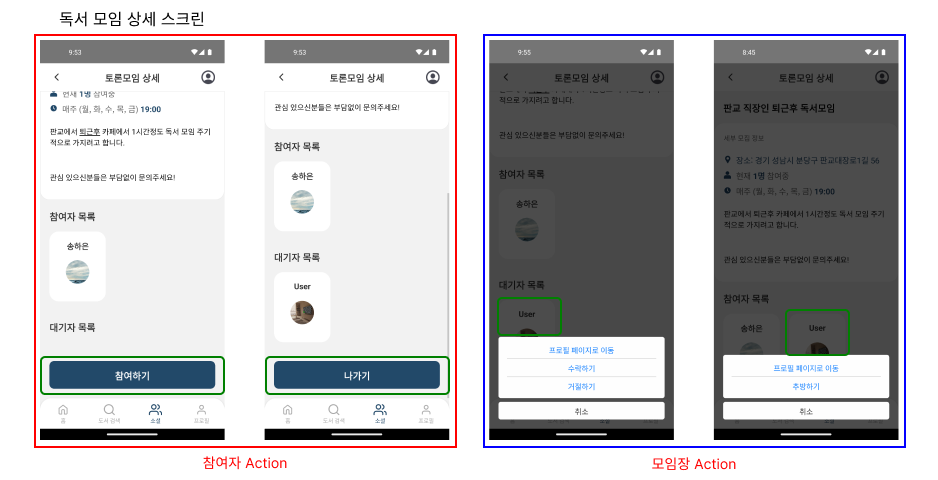 독서 모임 상세 스크린
9:53
토론모임 상세
현재 1명 참여중
매주 (월, 화, 수, 목, 금) 19:00
판교에서 퇴근후 카페에서 1시간정도 독서 모임 주기
적으로 가지려고 합니다.
관심 있으신분들은 부담없이 문의주세요!
참여자 목록
송하은
대기자 목록
참여하기
홈
도서 검색
소셜
프로필
9:53
토론모임 상세
관심 있으신분들은 부담없이 문의주세요!
참여자 목록
송하은
대기자 목록
User
나가기
홈
도서 검색
소셜
프로필
참여자 Action
9:55
토론모임 상세
적으로 가지려고 합니다.
관심 있으신분들은 부담없이 문의주세요!
참여자 목록
송하은
대기자 목록
User
프로필 페이지로 이동
수락하기
거절하기
취소
8:45
토론모임 상세
판교 직장인 퇴근후 독서모임
세부 모임 정보
장소: 경기 성남시 분당구 판교대장로1길 56
현재 1명 참여중
매주 (월, 화, 수, 목, 금) 19:00
판교에서 퇴근후 카페에서 1시간정도 독서 모임 주기
적으로 가지려고 합니다.
관심 있으신분들은 부담없이 문의주세요!
참여자 목록
송하은
User
프로필 페이지로 이동
추방하기
취소
모임장 Action